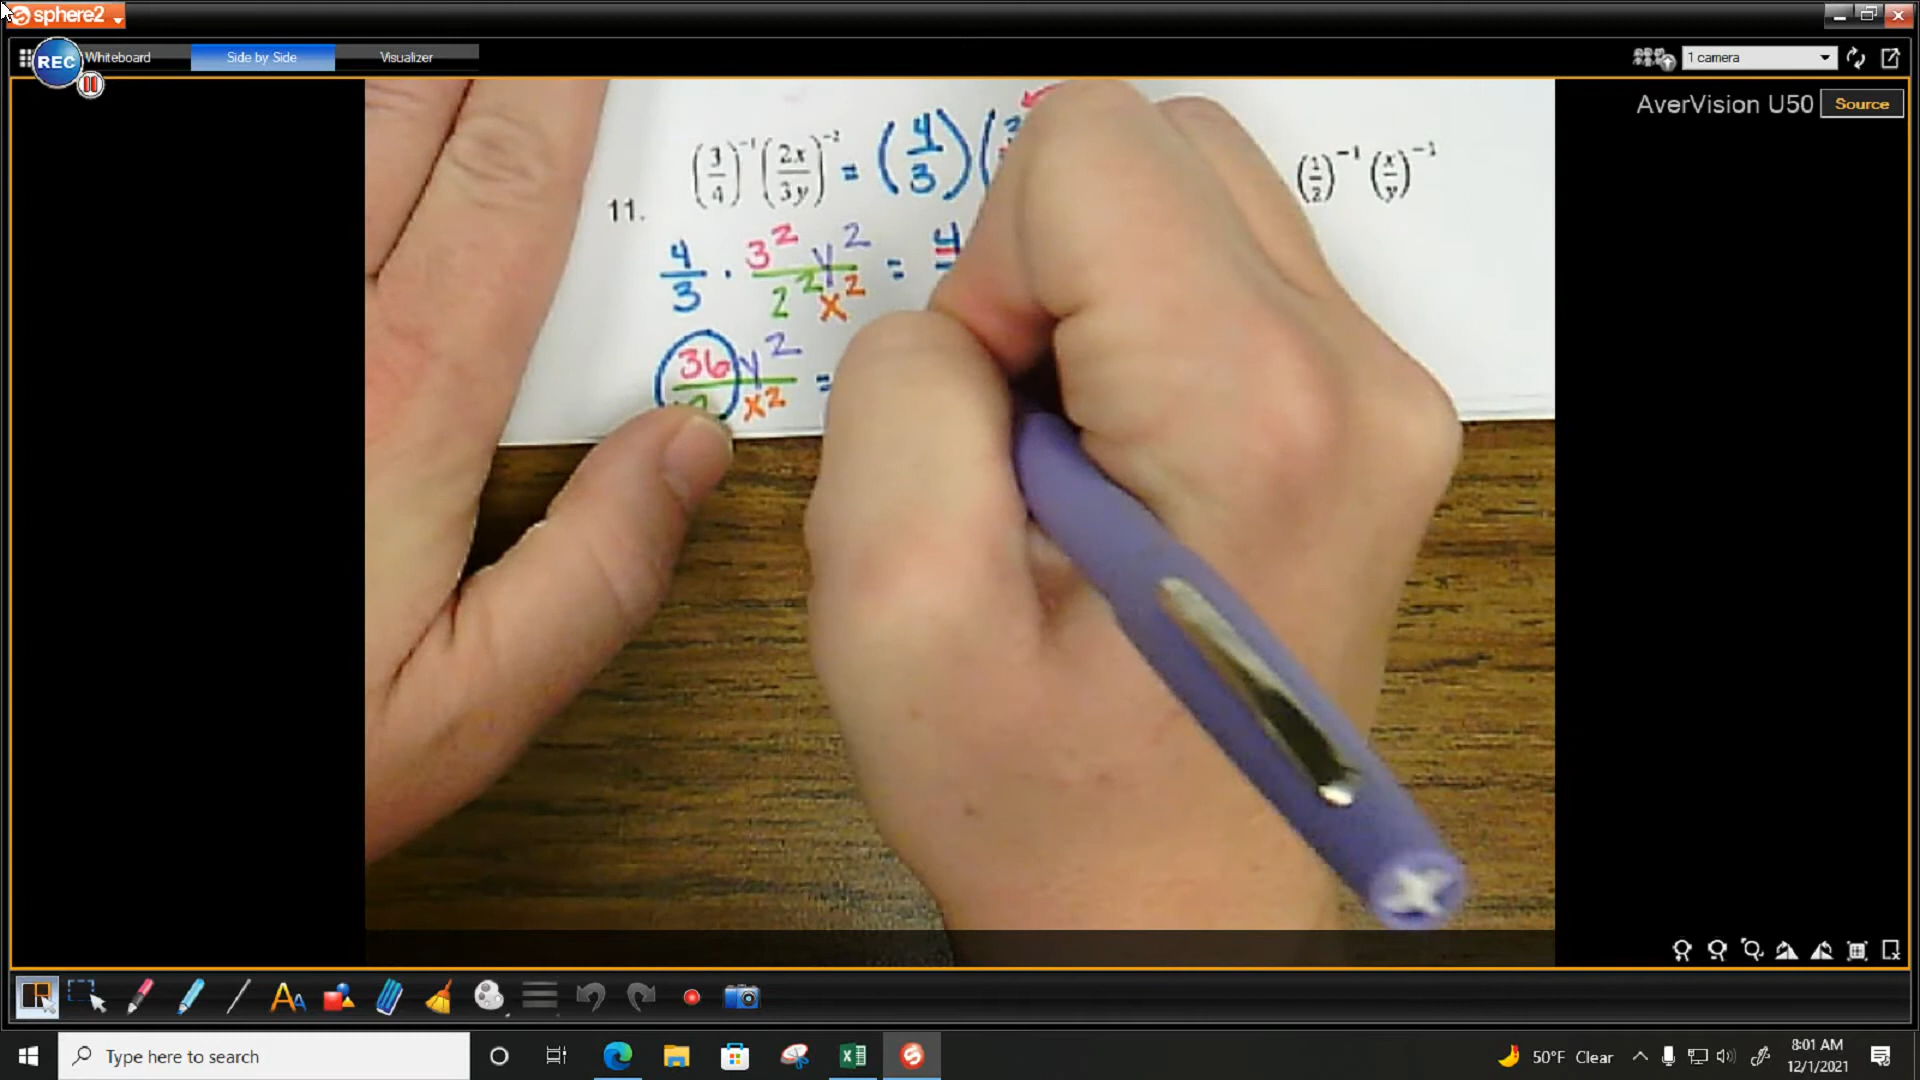 sphere2
REC Whiteboard Side by Side Visualizer 1 camera
AverVision U50 Source
11. (3/4)^-1 (2x/3y)^-2 = (4/3)(
(1/2)^-1 (x/y)^-1
4/3 · 3^2 y^2 / 2^2 x^2 = 4
36 y^2 / x^2 =
Type here to search
50°F Clear
8:01 AM
12/1/2021